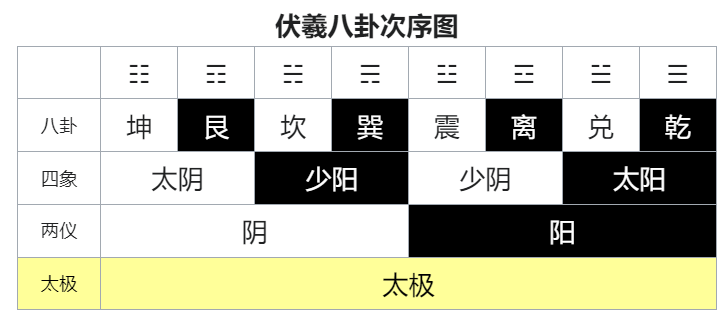 伏羲八卦次序图
☷ ☶ ☵ ☴ ☳ ☲ ☱ ☰
八卦 坤 艮 坎 巽 震 离 兑 乾
四象 太阴 少阳 少阴 太阳
两仪 阴 阳
太极 太极